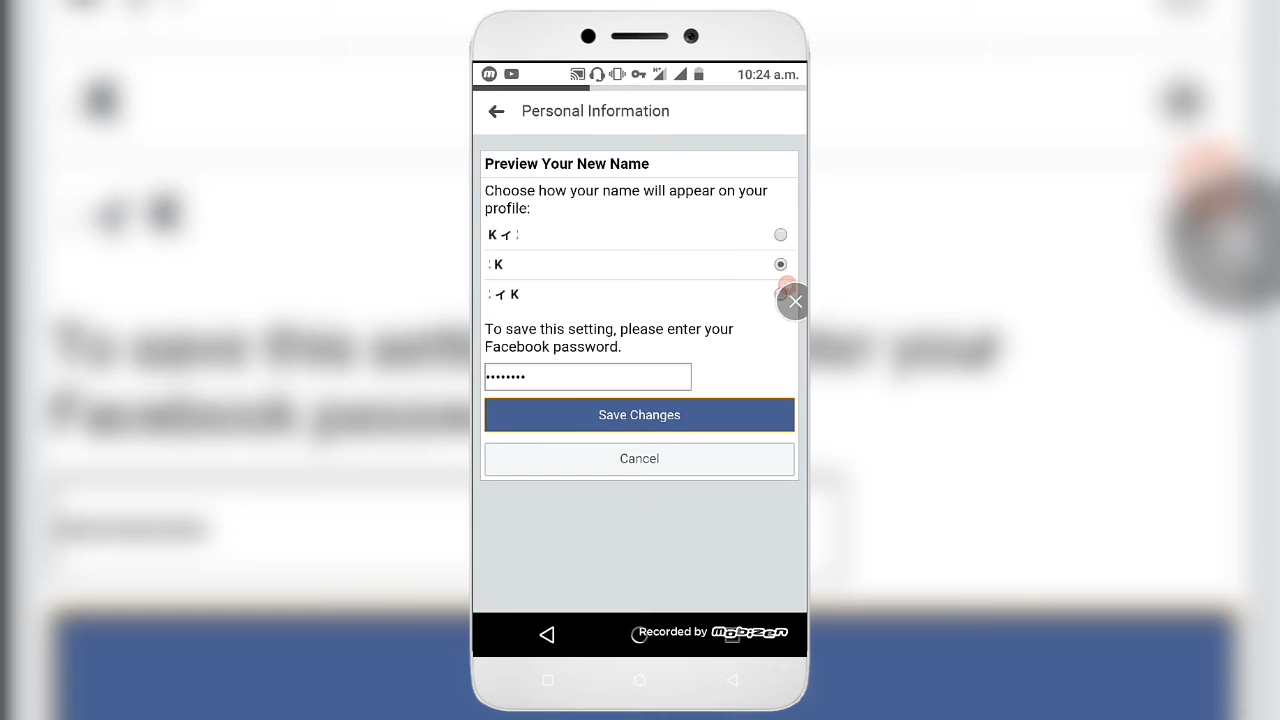 10:24 a.m.
Personal Information
Preview Your New Name
Choose how your name will appear on your
profile:
K イ
K
イ K
To save this setting, please enter your
Facebook password.
••••••••
Save Changes
Cancel
Recorded by mobizen